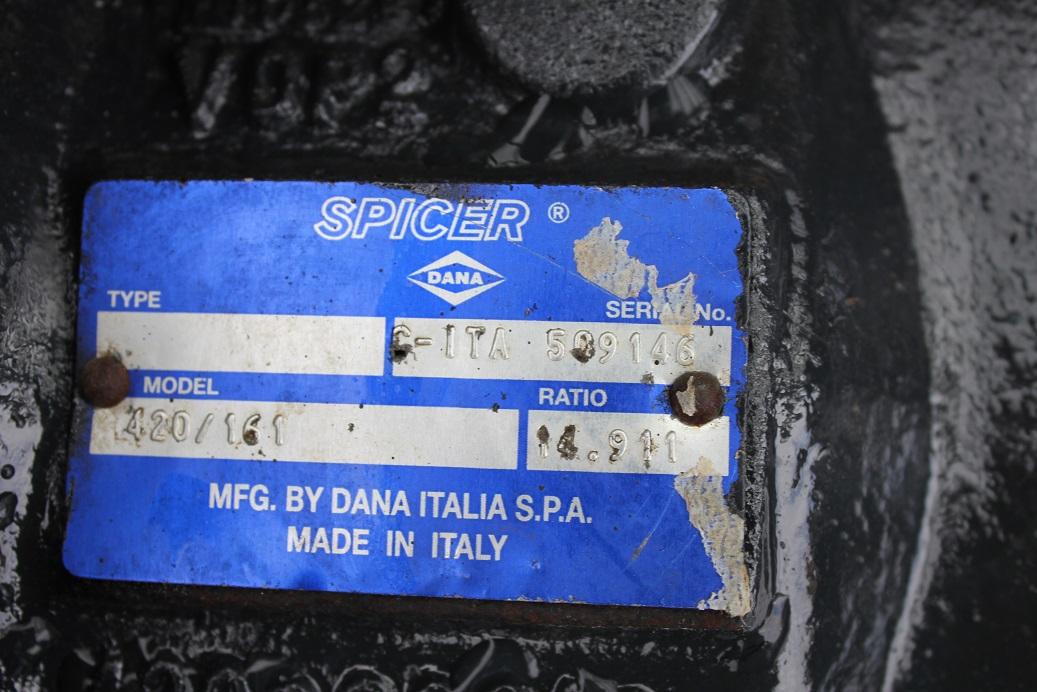 SPICER ®
DANA
TYPE
SERIAL No.
C-ITA 509146
MODEL
RATIO
420/161
14.911
MFG. BY DANA ITALIA S.P.A.
MADE IN ITALY